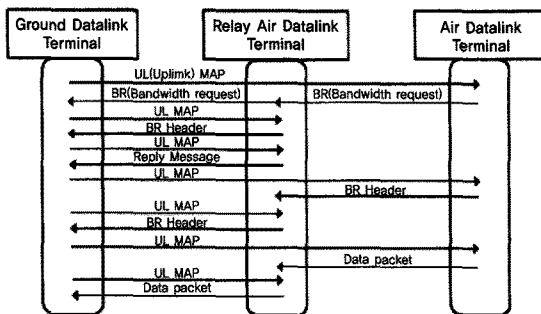 Ground Datalink
Terminal
Relay Air Datalink
Terminal
Air Datalink
Terminal
UL(Uplink) MAP
BR(Bandwidth request)
BR(Bandwidth request)
UL MAP
BR Header
UL MAP
Reply Message
UL MAP
BR Header
UL MAP
BR Header
UL MAP
Data packet
UL MAP
Data packet